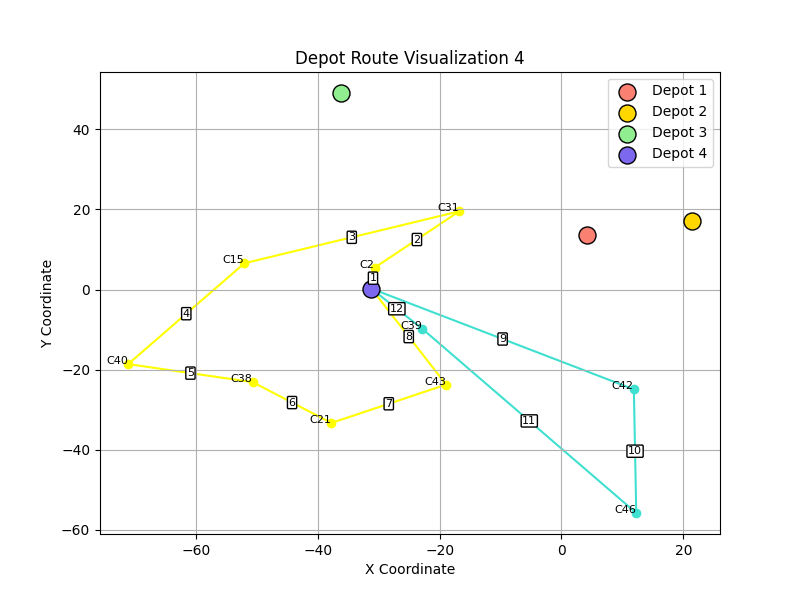 Depot Route Visualization 4
Depot 1
Depot 2
Depot 3
Depot 4
Y Coordinate
40
20
0
−20
−40
−60
C31
3
2
C15
C2
1
4
12
C39
8
9
C40
5
C38
C43
C42
6
7
C21
11
10
C46
−60
−40
−20
0
20
X Coordinate